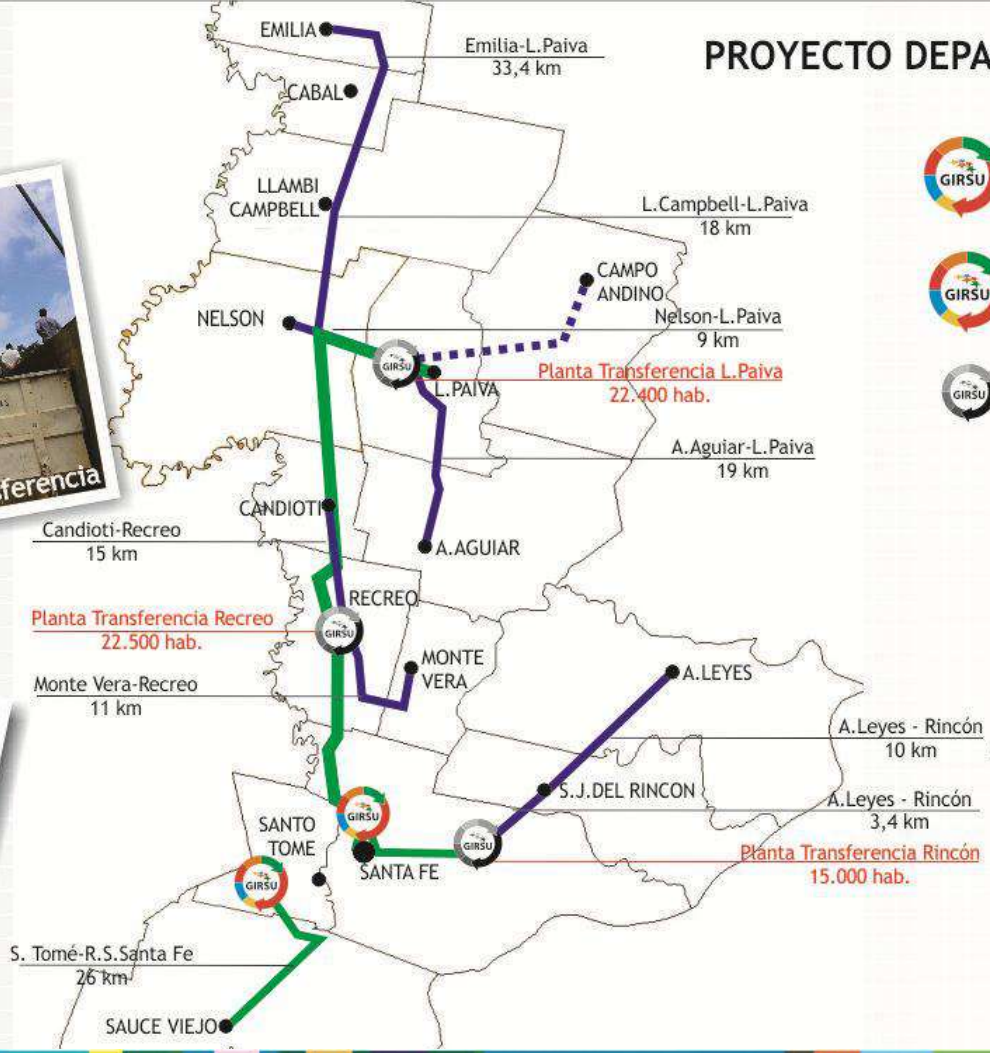 PROYECTO DEPA
EMILIA
Emilia-L.Paiva
33,4 km
CABAL
GIRSU
LLAMBI
CAMPBELL
L.Campbell-L.Paiva
18 km
CAMPO
ANDINO
GIRSU
NELSON
Nelson-L.Paiva
9 km
GIRSU
Planta Transferencia L.Paiva
22.400 hab.
L.PAIVA
GIRSU
A.Aguiar-L.Paiva
19 km
sferencia
CANDIOTI
Candioti-Recreo
15 km
A.AGUIAR
RECREO
Planta Transferencia Recreo
22.500 hab.
GIRSU
MONTE
VERA
A.LEYES
Monte Vera-Recreo
11 km
A.Leyes - Rincón
10 km
S.J.DEL RINCON
A.Leyes - Rincón
3,4 km
GIRSU
SANTO
TOME
GIRSU
SANTA FE
Planta Transferencia Rincón
15.000 hab.
GIRSU
S. Tomé-R.S.Santa Fe
26 km
SAUCE VIEJO